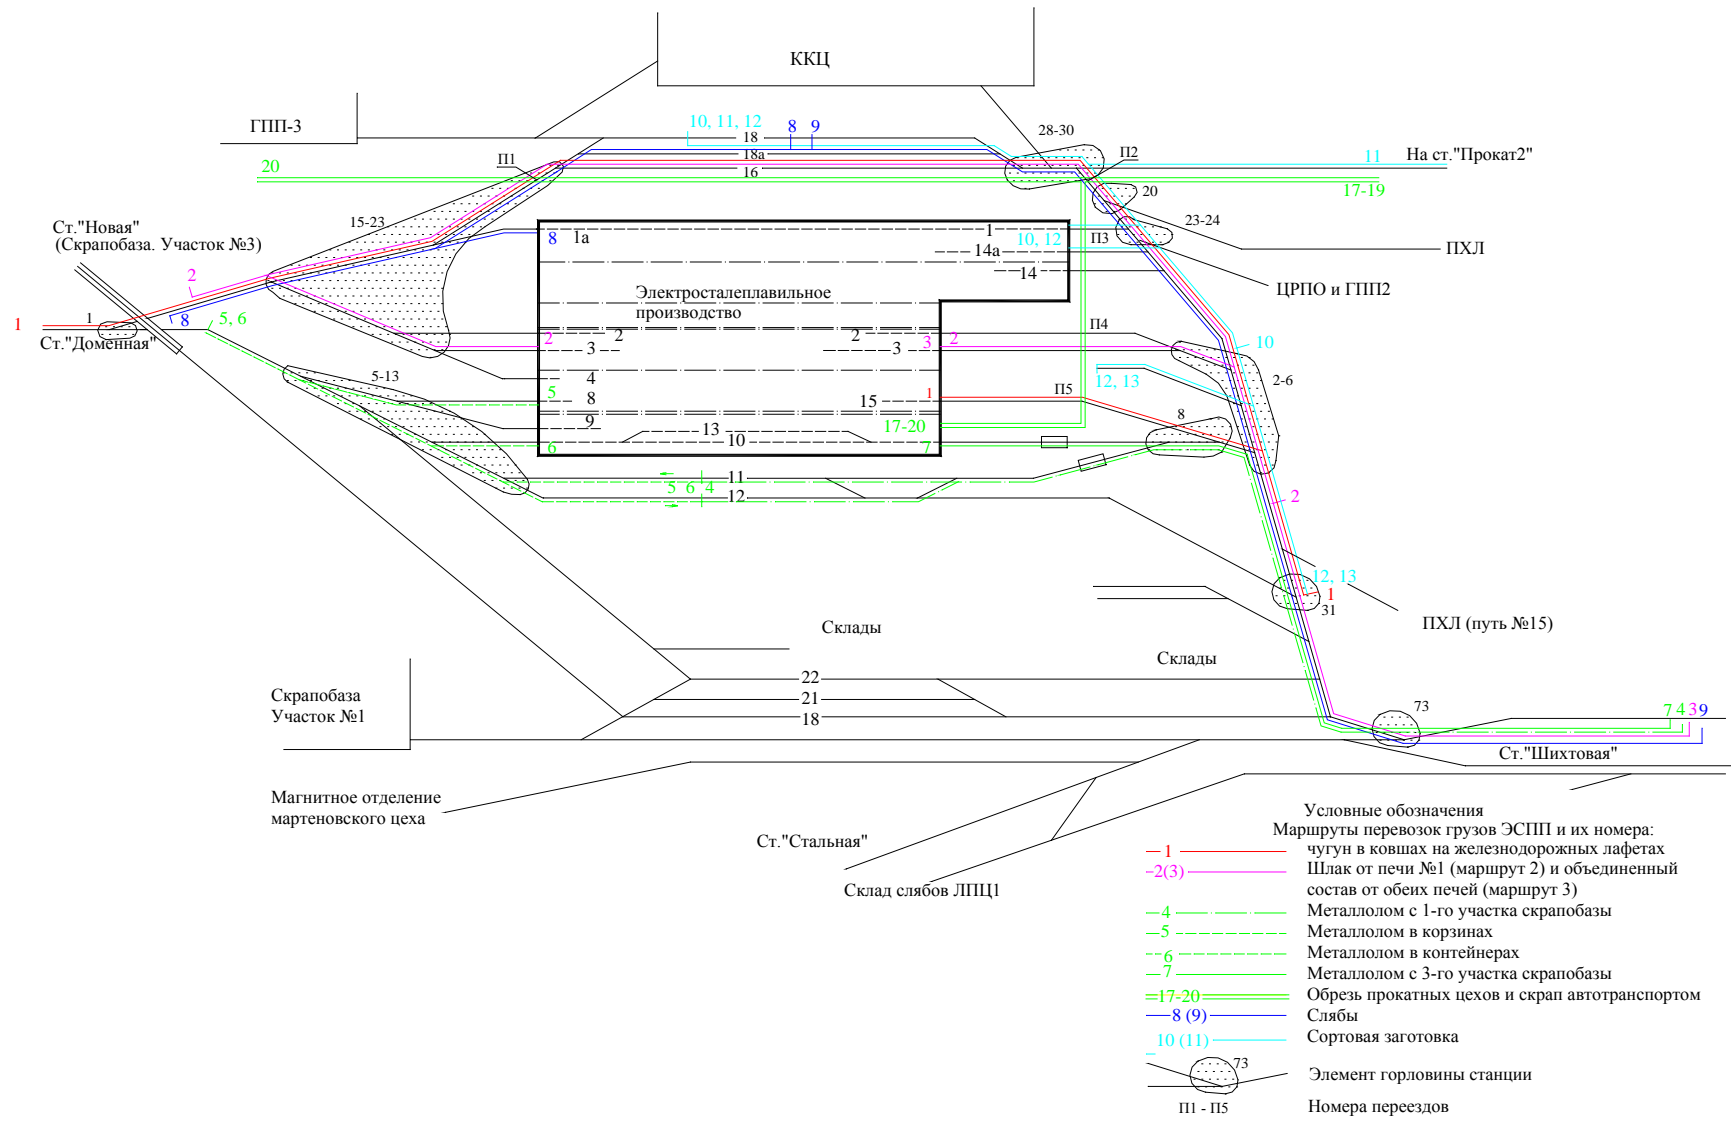 ККЦ
ГПП-3
10, 11, 12
8
9
18
18а
16
28-30
П1
П2
20
11
На ст."Прокат2"
17-19
20
15-23
23-24
Ст."Новая"
(Скрапобаза. Участок №3)
8
1а
1
10, 12
П3
14а
14
ПХЛ
ЦРПО и ГПП2
2
Электросталеплавильное
производство
1
1
8
5, 6
Ст."Доменная"
2
2
3
2
3
3
2
П4
10
5-13
4
5
8
9
15
1
П5
12, 13
2-6
8
13
10
17-20
6
7
11
5 6 4
12
2
12, 13
1
31
ПХЛ (путь №15)
Склады
Склады
22
21
18
Скрапобаза
Участок №1
73
7 4 3 9
Ст."Шихтовая"
Магнитное отделение
мартеновского цеха
Ст."Стальная"
Склад слябов ЛПЦ1
Условные обозначения
Маршруты перевозок грузов ЭСПП и их номера:
1 чугун в ковшах на железнодорожных лафетах
2(3) Шлак от печи №1 (маршрут 2) и объединенный
состав от обеих печей (маршрут 3)
4 Металлолом с 1-го участка скрапобазы
5 Металлолом в корзинах
6 Металлолом в контейнерах
7 Металлолом с 3-го участка скрапобазы
17-20 Обрезь прокатных цехов и скрап автотранспортом
8 (9) Слябы
10 (11) Сортовая заготовка
73 Элемент горловины станции
П1 - П5 Номера переездов